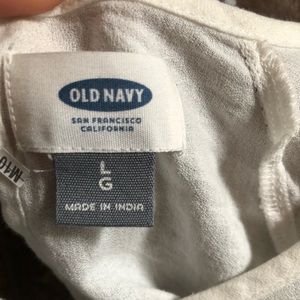 OLD NAVY
SAN FRANCISCO
CALIFORNIA
L
G
MADE IN INDIA